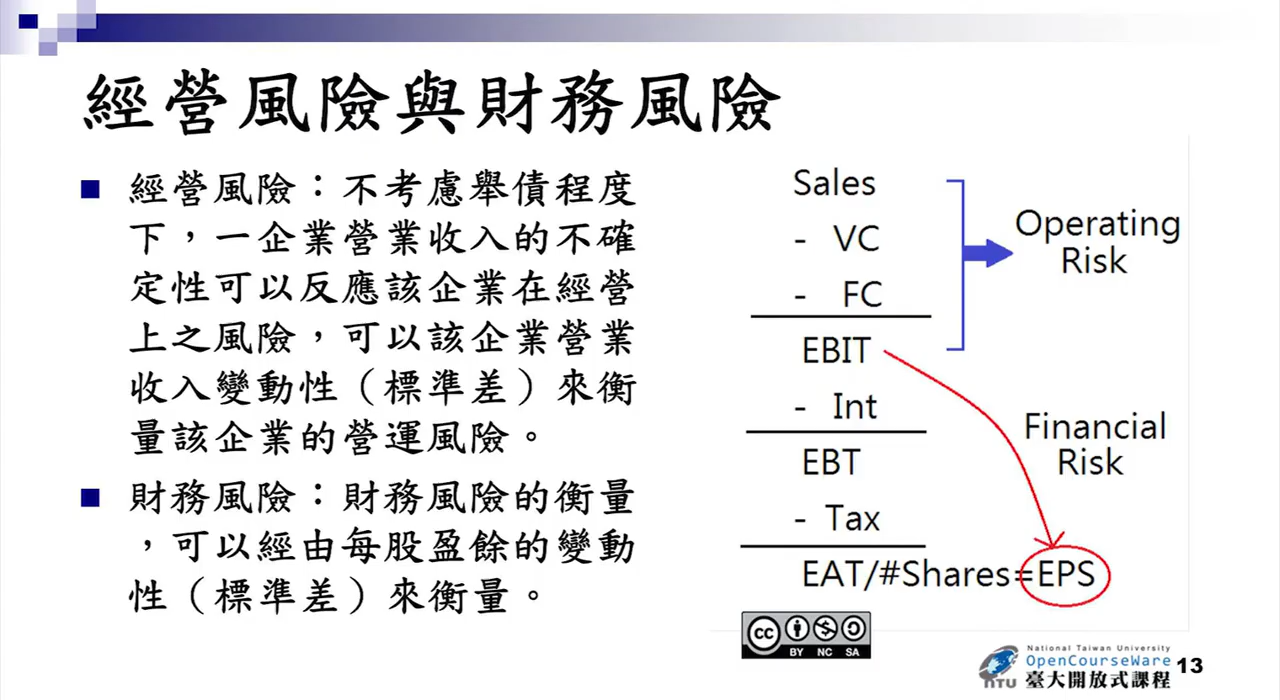 經營風險與財務風險
經營風險：不考慮舉債程度
下，一企業營業收入的不確
定性可以反應該企業在經營
上之風險，可以該企業營業
收入變動性（標準差）來衡
量該企業的營運風險。
財務風險：財務風險的衡量
，可以經由每股盈餘的變動
性（標準差）來衡量。
Sales
- VC
- FC
EBIT
- Int
EBT
- Tax
EAT/#Shares=EPS
Operating
Risk
Financial
Risk
cc
BY NC SA
NTU
National Taiwan University
OpenCourseWare
臺大開放式課程
13